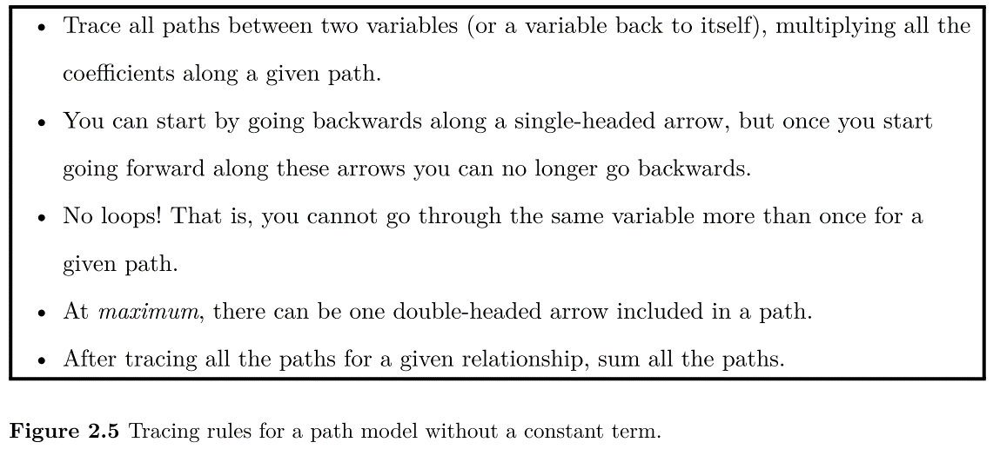 • Trace all paths between two variables (or a variable back to itself), multiplying all the
coefficients along a given path.
• You can start by going backwards along a single-headed arrow, but once you start
going forward along these arrows you can no longer go backwards.
• No loops! That is, you cannot go through the same variable more than once for a
given path.
• At maximum, there can be one double-headed arrow included in a path.
• After tracing all the paths for a given relationship, sum all the paths.
Figure 2.5 Tracing rules for a path model without a constant term.